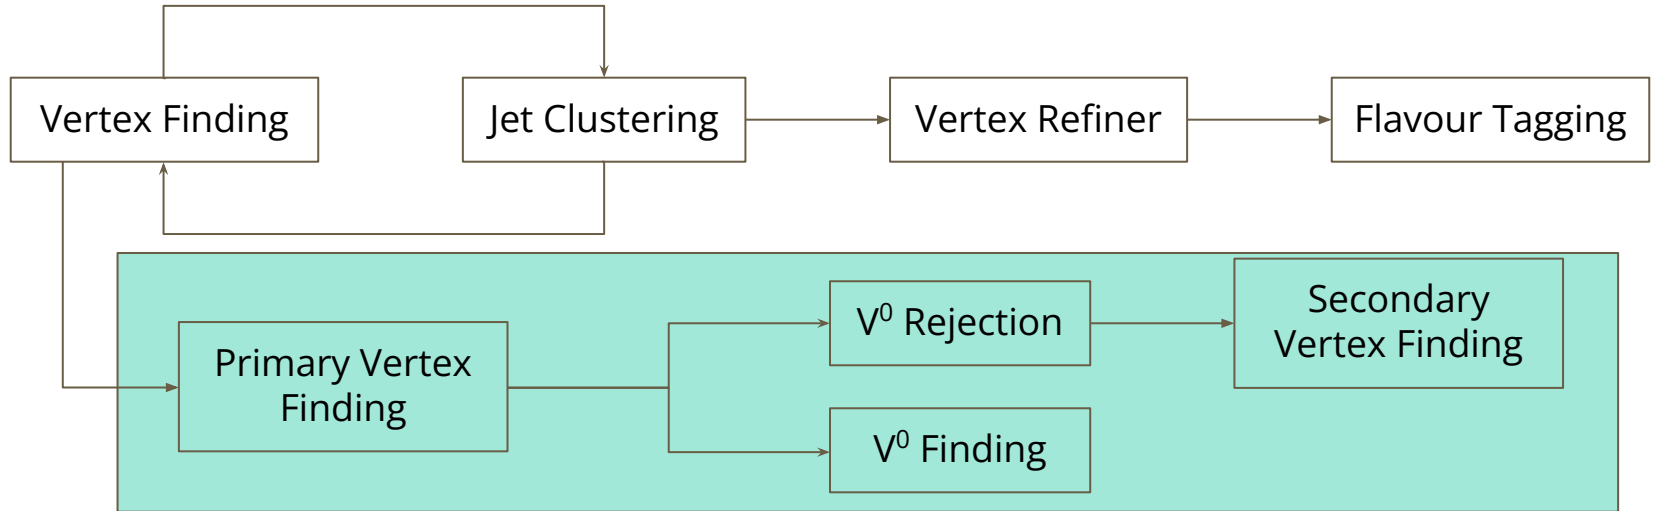 Vertex Finding
Jet Clustering
Vertex Refiner
Flavour Tagging
Primary Vertex
Finding
V⁰ Rejection
V⁰ Finding
Secondary
Vertex Finding